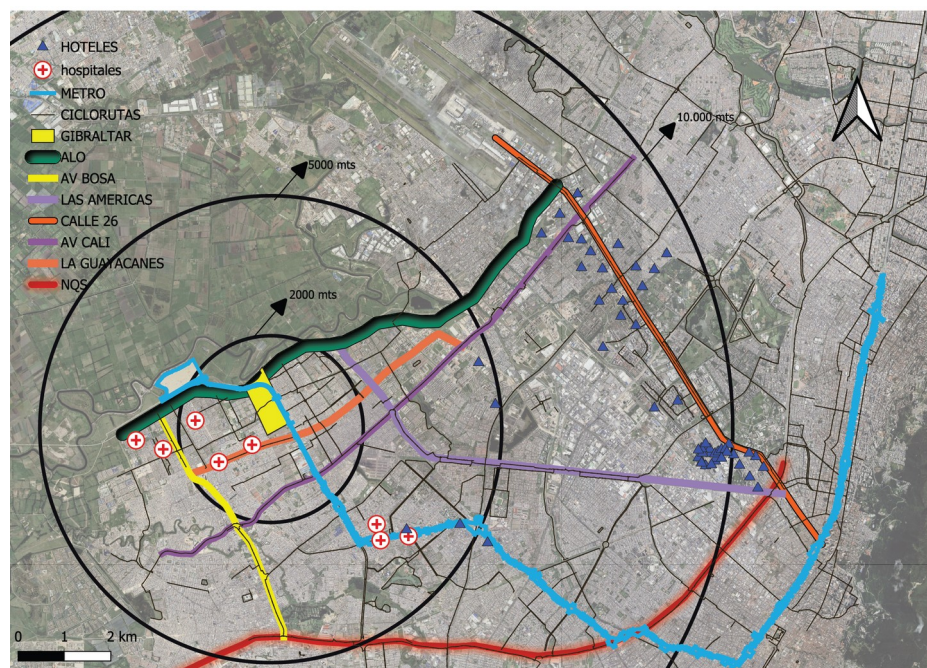 HOTELES
hospitales
METRO
CICLORUTAS
GIBRALTAR
ALO
AV BOSA
LAS AMERICAS
CALLE 26
AV CALI
LA GUAYACANES
NQS
10.000 mts
5000 mts
2000 mts
0 1 2 km